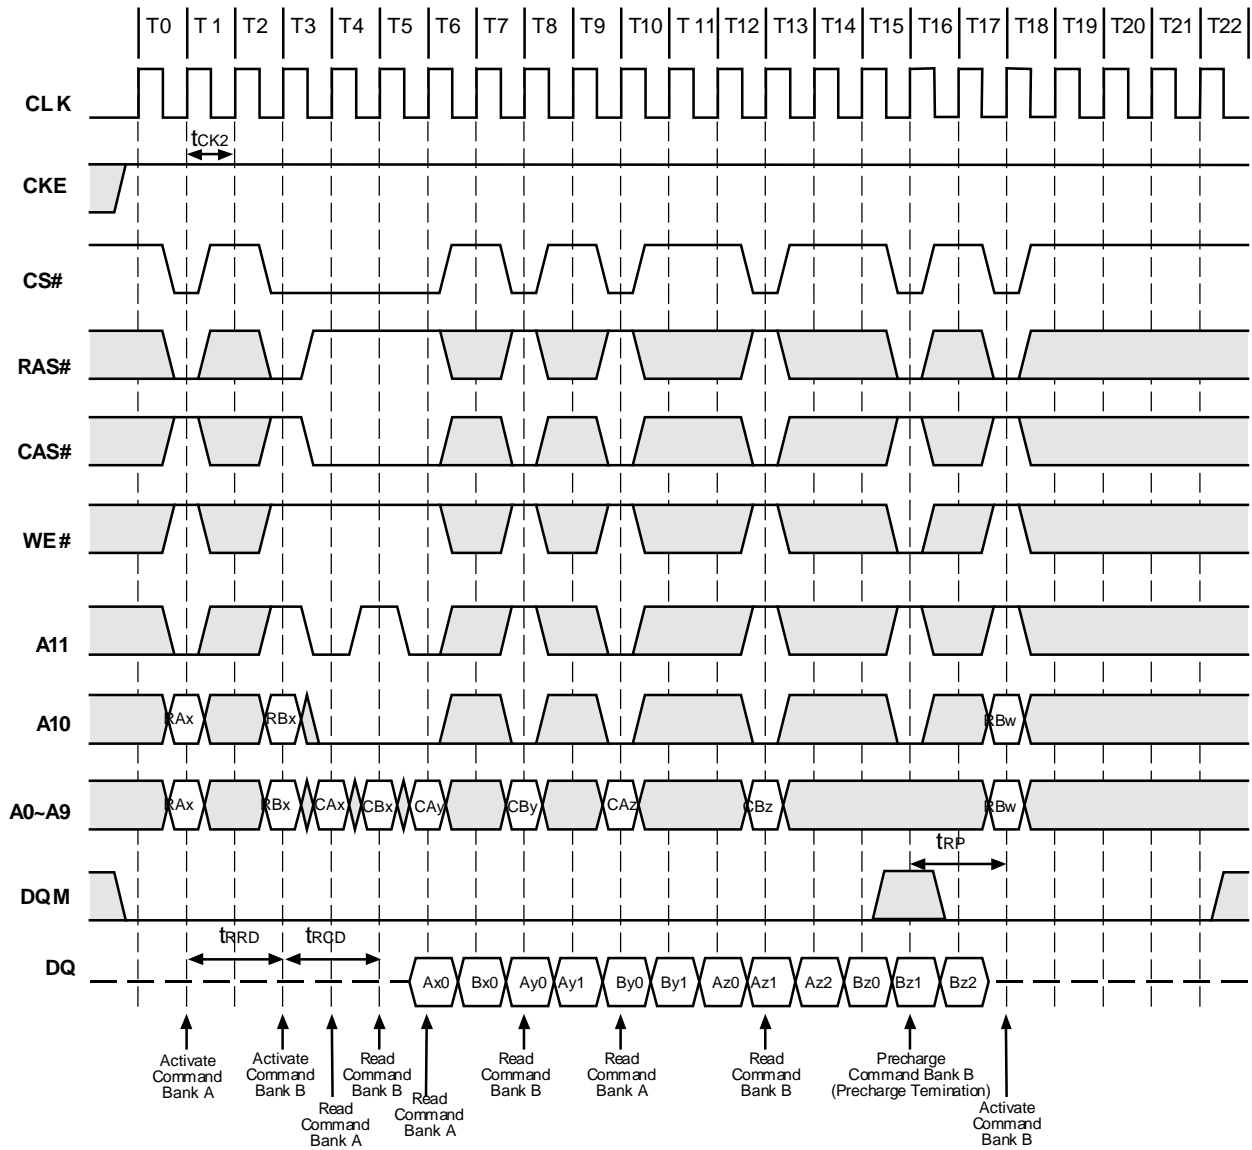 T0 T 1 T2 T3 T4 T5 T6 T7 T8 T9 T10 T 11 T12 T13 T14 T15 T16 T17 T18 T19 T20 T21 T22
CLK
tCK2
CKE
CS#
RAS#
CAS#
WE#
A11
A10
RAx RBx RBw
A0~A9
RAx RBx CAx CBx CAy CBy CAz CBz RBw
tRP
DQM
tRRD tRCD
DQ
Ax0 Bx0 Ay0 Ay1 By0 By1 Az0 Az1 Az2 Bz0 Bz1 Bz2
Activate
Command
Bank A
Activate
Command
Bank B
Read
Command
Bank A
Read
Command
Bank B
Read
Command
Bank A
Read
Command
Bank B
Read
Command
Bank A
Read
Command
Bank B
Precharge
Command Bank B
(Precharge Temination)
Activate
Command
Bank B